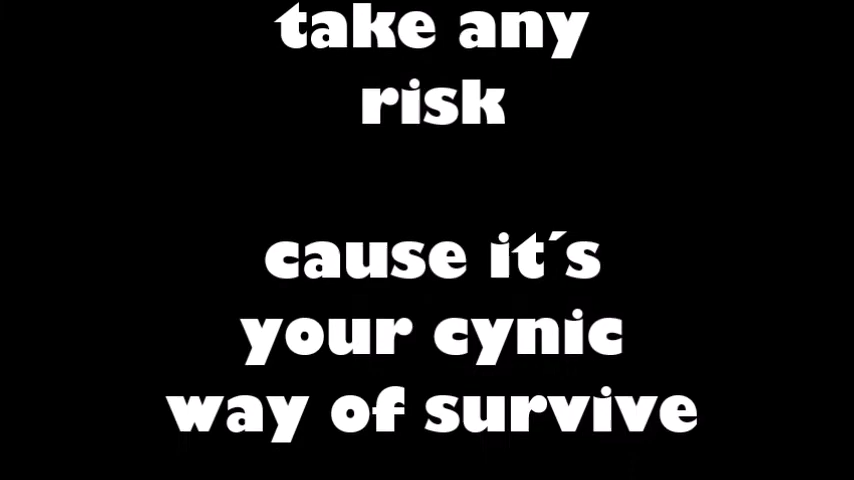 take any
risk
cause it´s
your cynic
way of survive